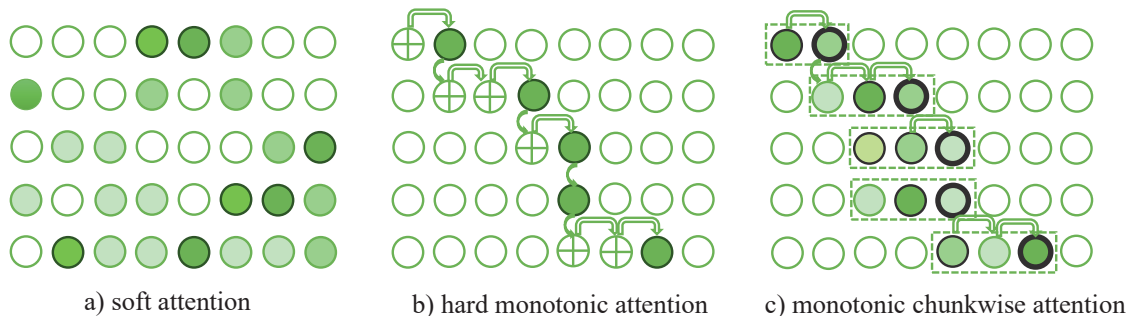 a) soft attention
b) hard monotonic attention
c) monotonic chunkwise attention